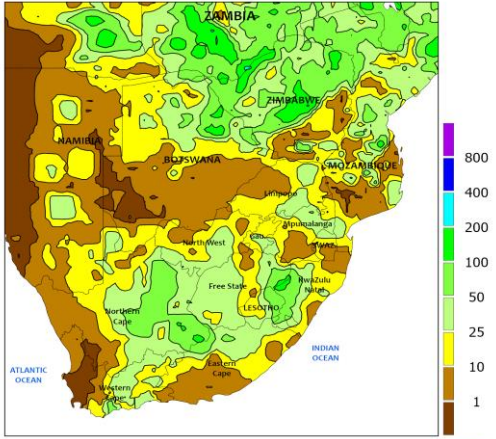 ZAMBIA
ZIMBABWE
NAMIBIA
BOTSWANA
MOZAMBIQUE
Limpopo
Mpumalanga
North West
Gau
SWAZ
Free State
KwaZulu
Natal
LESOTHO
Northern
Cape
Eastern
Cape
Western
Cape
ATLANTIC
OCEAN
INDIAN
OCEAN
800
400
200
100
50
25
10
1